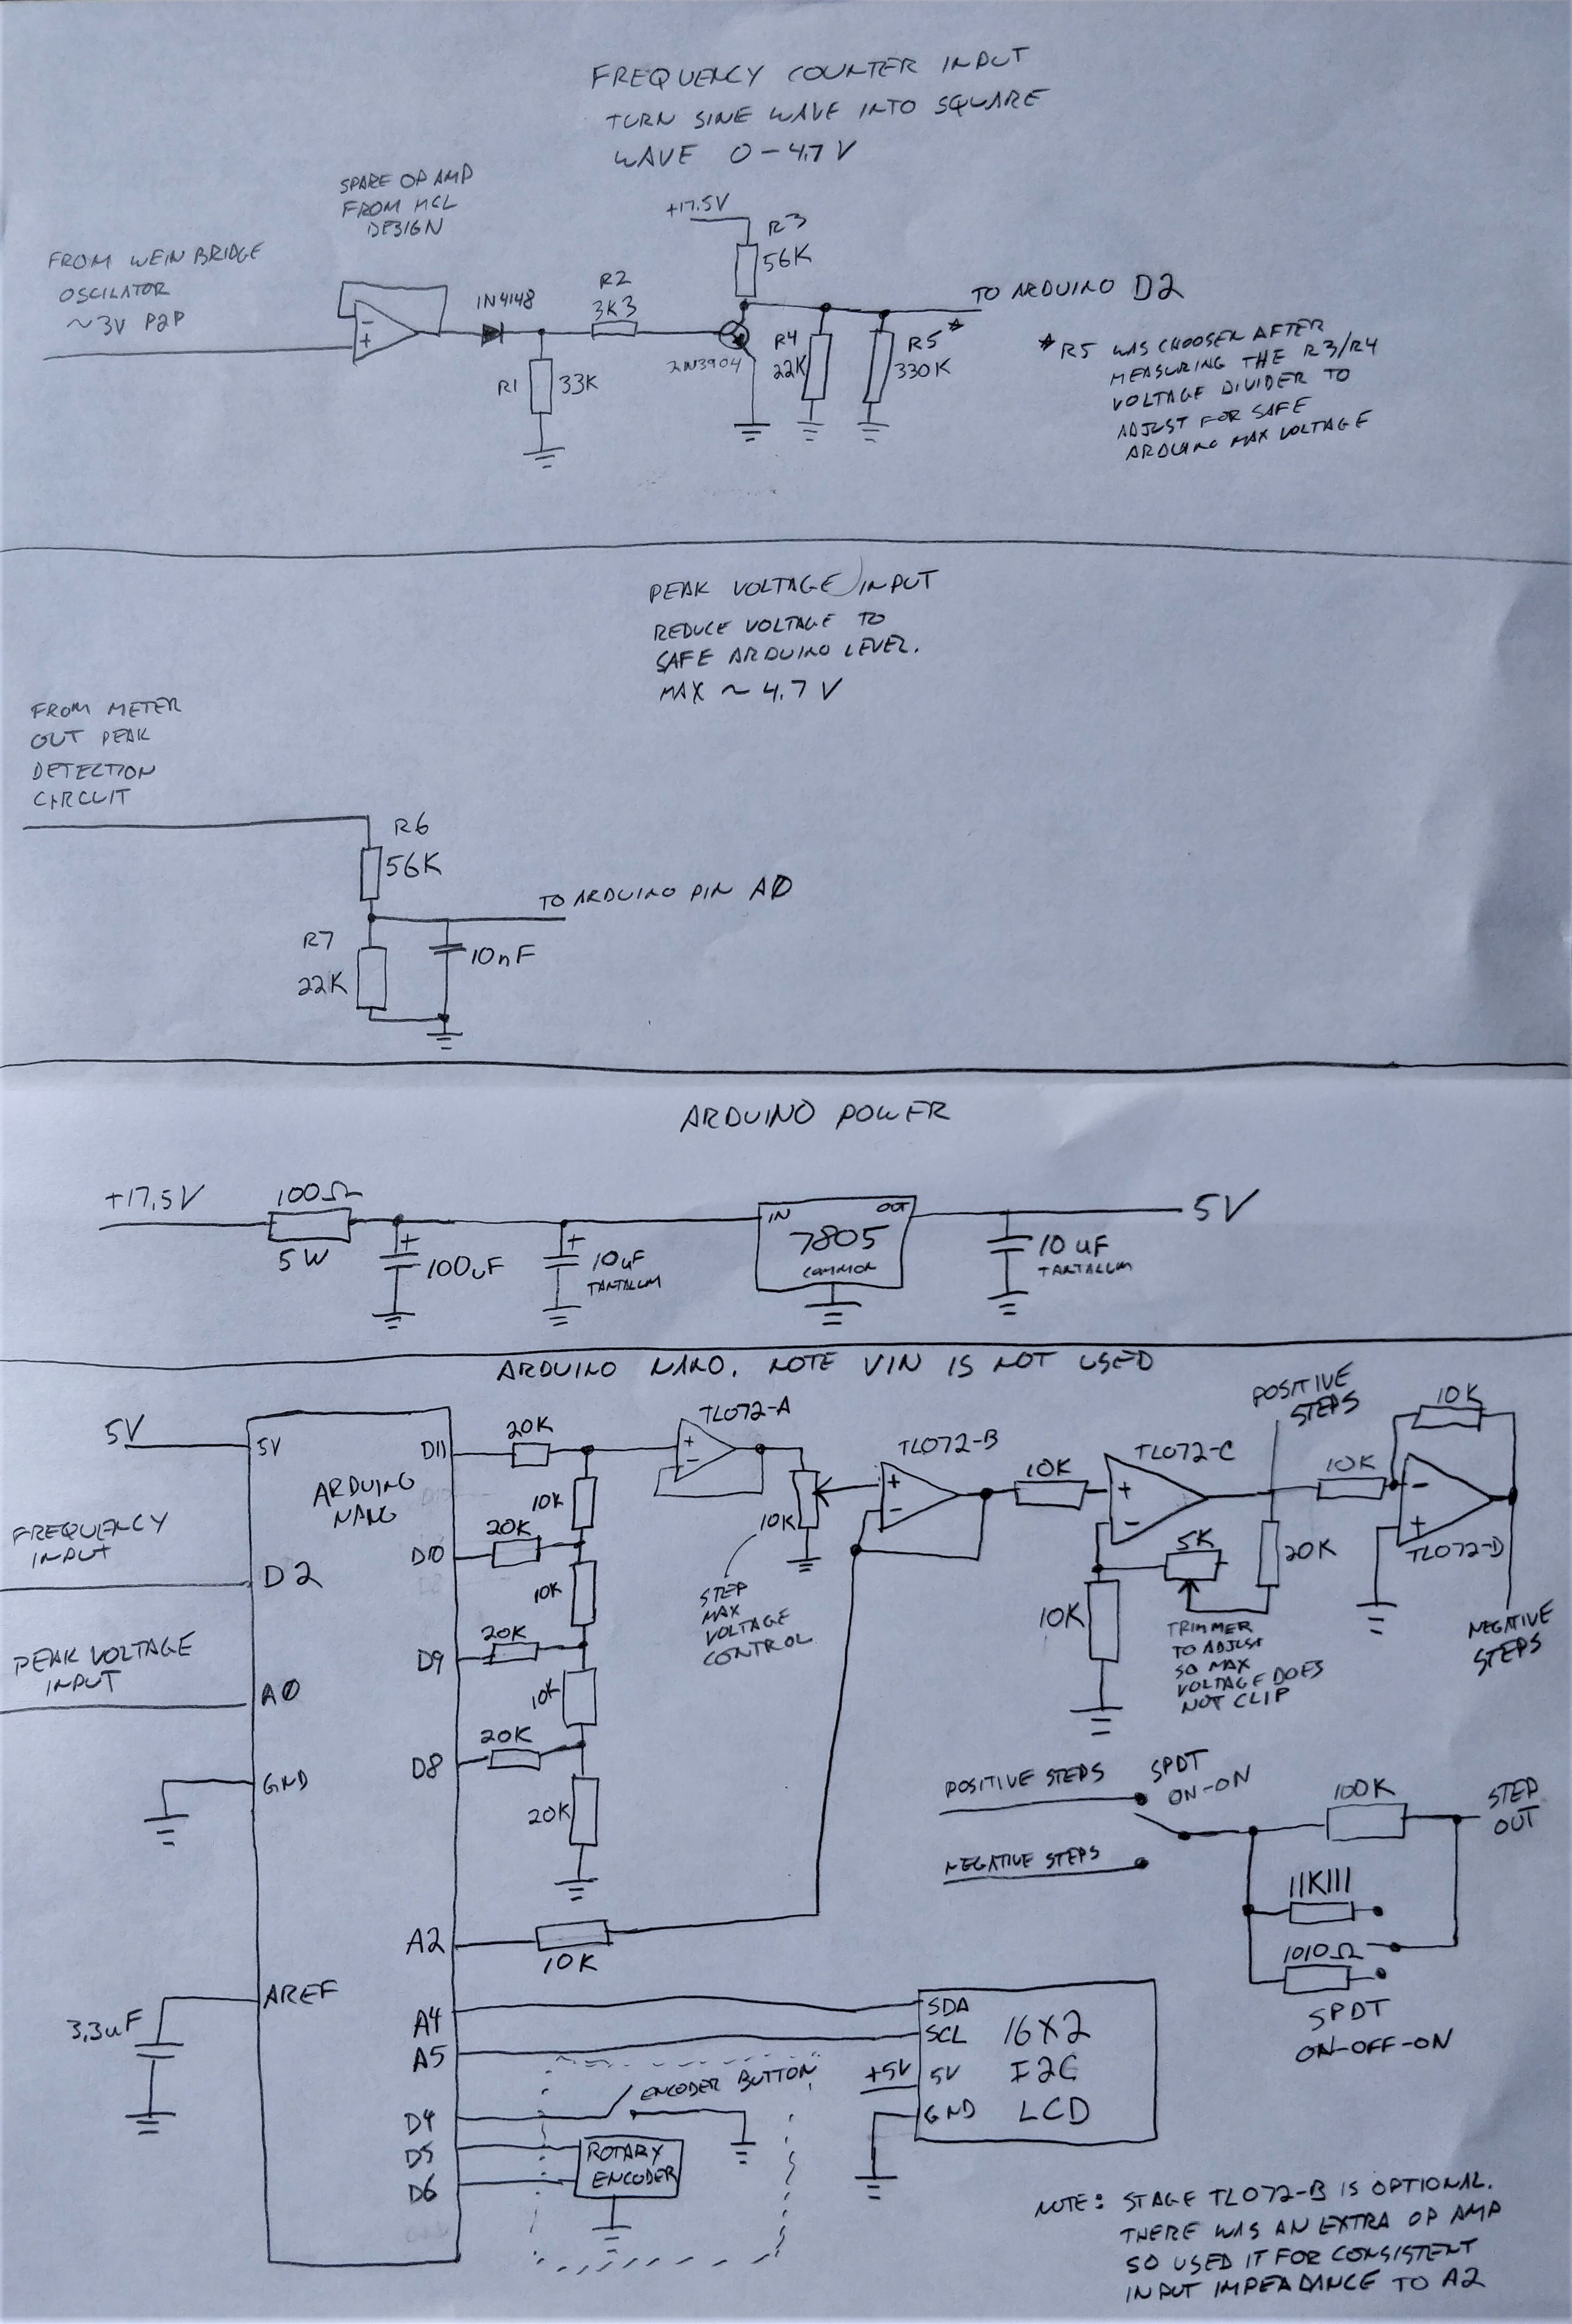 FREQUENCY COUNTER INPUT
TURN SINE WAVE INTO SQUARE
WAVE 0-4.7 V
SPARE OP AMP
FROM MCL
DESIGN
FROM WEIN BRIDGE
OSCILATOR
~3V P2P
-
+
1N4148
R1
33K
R2
3K3
+17.5V
R3
56K
2N3904
R4
22K
R5*
330K
TO ARDUINO D2
*R5 WAS CHOOSEN AFTER
MEASURING THE R3/R4
VOLTAGE DIVIDER TO
ADJUST FOR SAFE
ARDUINO MAX VOLTAGE
PEAK VOLTAGE INPUT
REDUCE VOLTAGE TO
SAFE ARDUINO LEVEL.
MAX ~ 4.7 V
FROM METER
OUT PEAK
DETECTION
CIRCUIT
R6
56K
TO ARDUINO PIN A0
R7
22K
10nF
ARDUINO POWER
+17.5V
100Ω
5W
+
100uF
+
10uF
TANTALUM
IN
OUT
7805
COMMON
10uF
TANTALUM
5V
ARDUINO NANO. NOTE VIN IS NOT USED
5V
5V
ARDUINO
NANO
FREQUENCY
INPUT
D2
PEAK VOLTAGE
INPUT
A0
GND
AREF
3.3uF
D11
D10
D9
D8
A2
A4
A5
D4
D5
D6
20K
10K
20K
10K
20K
10K
20K
20K
10K
TL072-A
+
-
10K
STEP
MAX
VOLTAGE
CONTROL
TL072-B
+
-
10K
TL072-C
+
-
5K
10K
20K
TRIMMER
TO ADJUST
SO MAX
VOLTAGE DOES
NOT CLIP
POSITIVE
STEPS
10K
10K
-
+
TL072-D
NEGATIVE
STEPS
POSITIVE STEPS
NEGATIVE STEPS
SPDT
ON-ON
100K
STEP
OUT
11K111
1010Ω
SPDT
ON-OFF-ON
SDA
SCL
5V
GND
16X2
I2C
LCD
+5V
ENCODER BUTTON
ROTARY
ENCODER
NOTE: STAGE TL072-B IS OPTIONAL.
THERE WAS AN EXTRA OP AMP
SO USED IT FOR CONSISTENT
INPUT IMPEADANCE TO A2